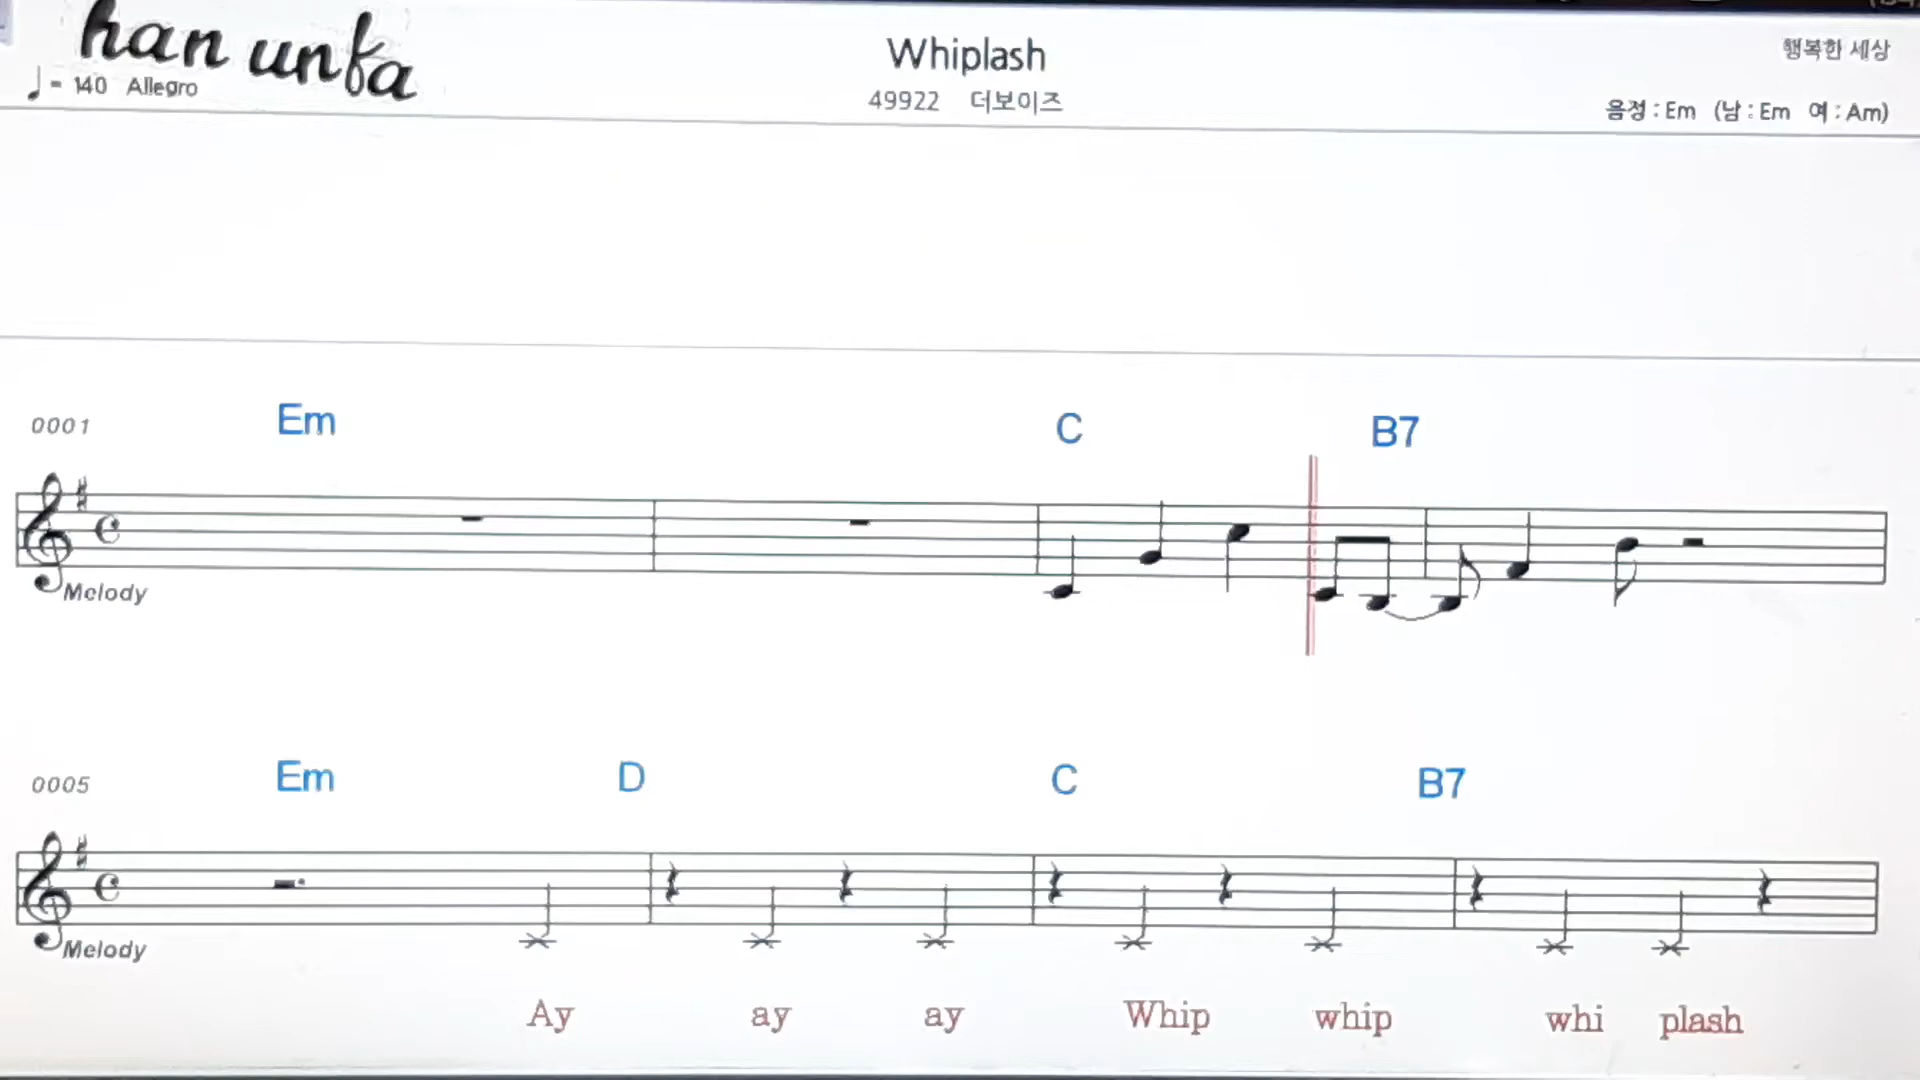 han unfa
♩= 140 Allegro
Whiplash
49922 더보이즈
행복한 세상
음정 : Em (남 : Em 여 : Am)
0001 Em C B7
Melody
0005 Em D C B7
Melody
Ay ay ay Whip whip whi plash